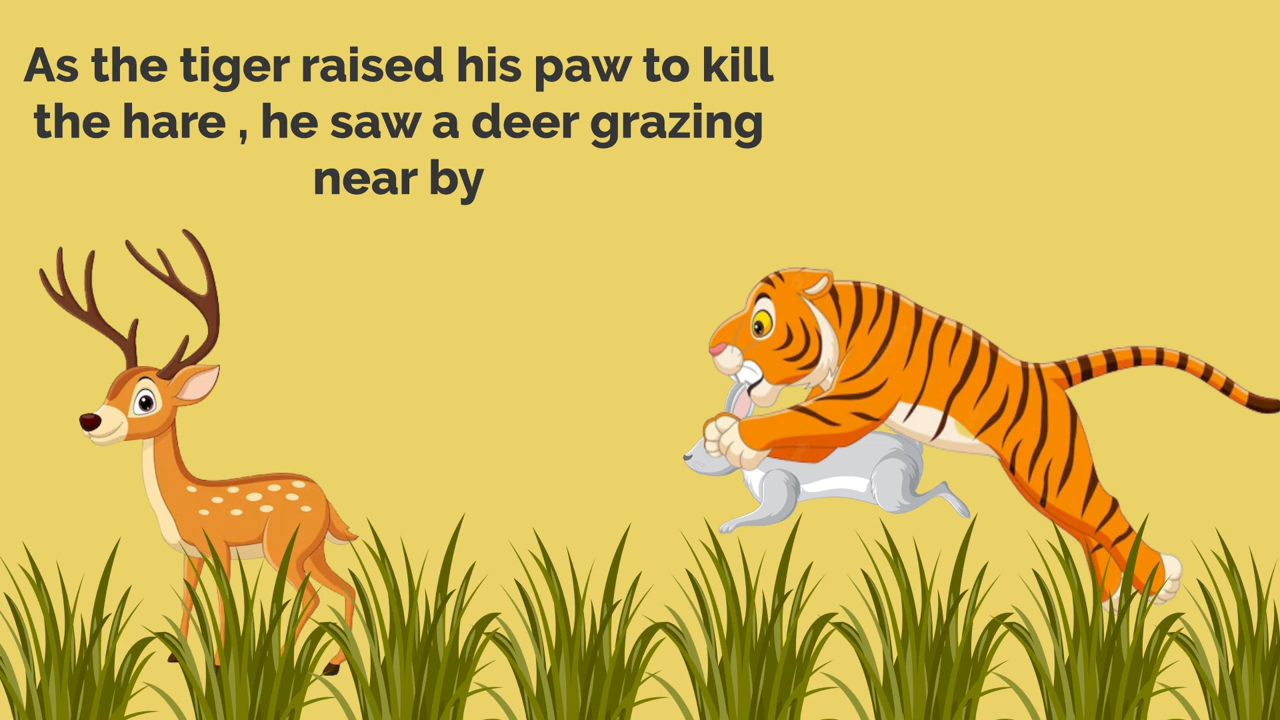 As the tiger raised his paw to kill
the hare , he saw a deer grazing
near by